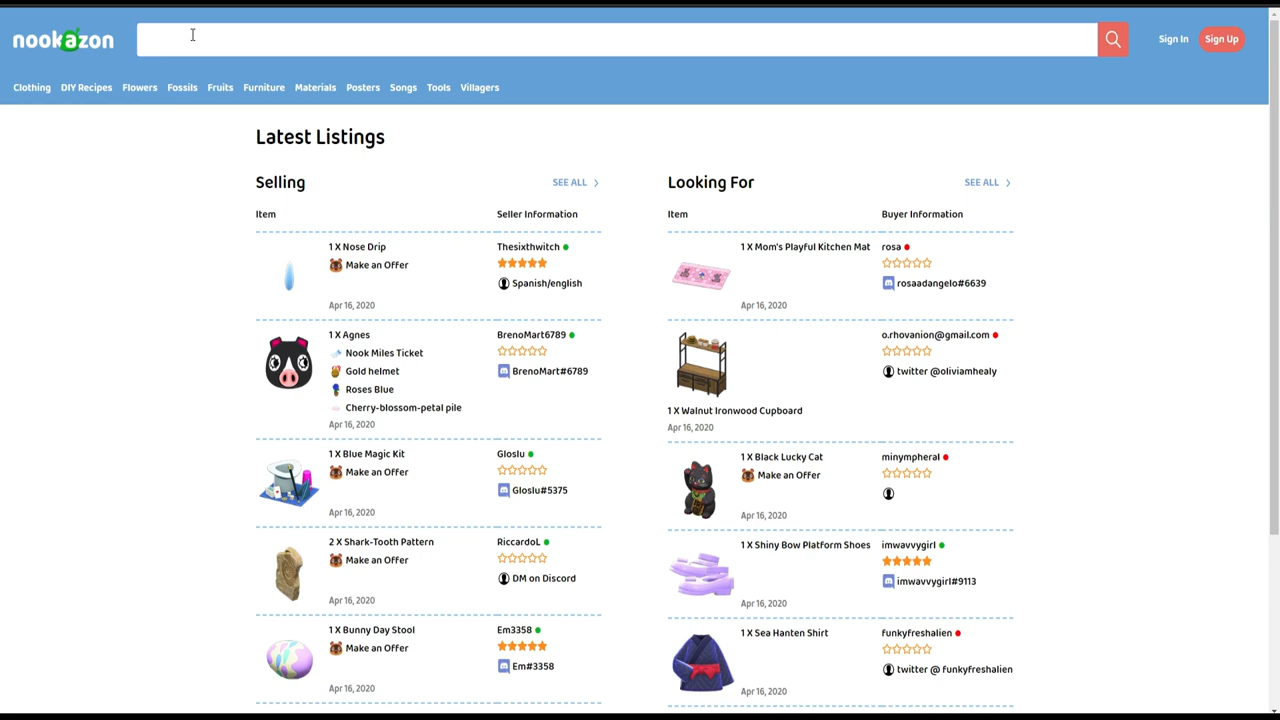 nookazon
Sign In
Sign Up
Clothing DIY Recipes Flowers Fossils Fruits Furniture Materials Posters Songs Tools Villagers
Latest Listings
Selling
SEE ALL
Item
Seller Information
1 X Nose Drip
Make an Offer
Apr 16, 2020
Thesixthwitch
Spanish/english
1 X Agnes
Nook Miles Ticket
Gold helmet
Roses Blue
Cherry-blossom-petal pile
Apr 16, 2020
BrenoMart6789
BrenoMart#6789
1 X Blue Magic Kit
Make an Offer
Apr 16, 2020
Gloslu
Gloslu#5375
2 X Shark-Tooth Pattern
Make an Offer
Apr 16, 2020
RiccardoL
DM on Discord
1 X Bunny Day Stool
Make an Offer
Apr 16, 2020
Em3358
Em#3358
Looking For
SEE ALL
Item
Buyer Information
1 X Mom's Playful Kitchen Mat
Apr 16, 2020
rosa
rosaadangelo#6639
1 X Walnut Ironwood Cupboard
Apr 16, 2020
o.rhovanion@gmail.com
twitter @oliviamhealy
1 X Black Lucky Cat
Make an Offer
Apr 16, 2020
minympheral
1 X Shiny Bow Platform Shoes
Apr 16, 2020
imwavvygirl
imwavvygirl#9113
1 X Sea Hanten Shirt
Apr 16, 2020
funkyfreshalien
twitter @ funkyfreshalien